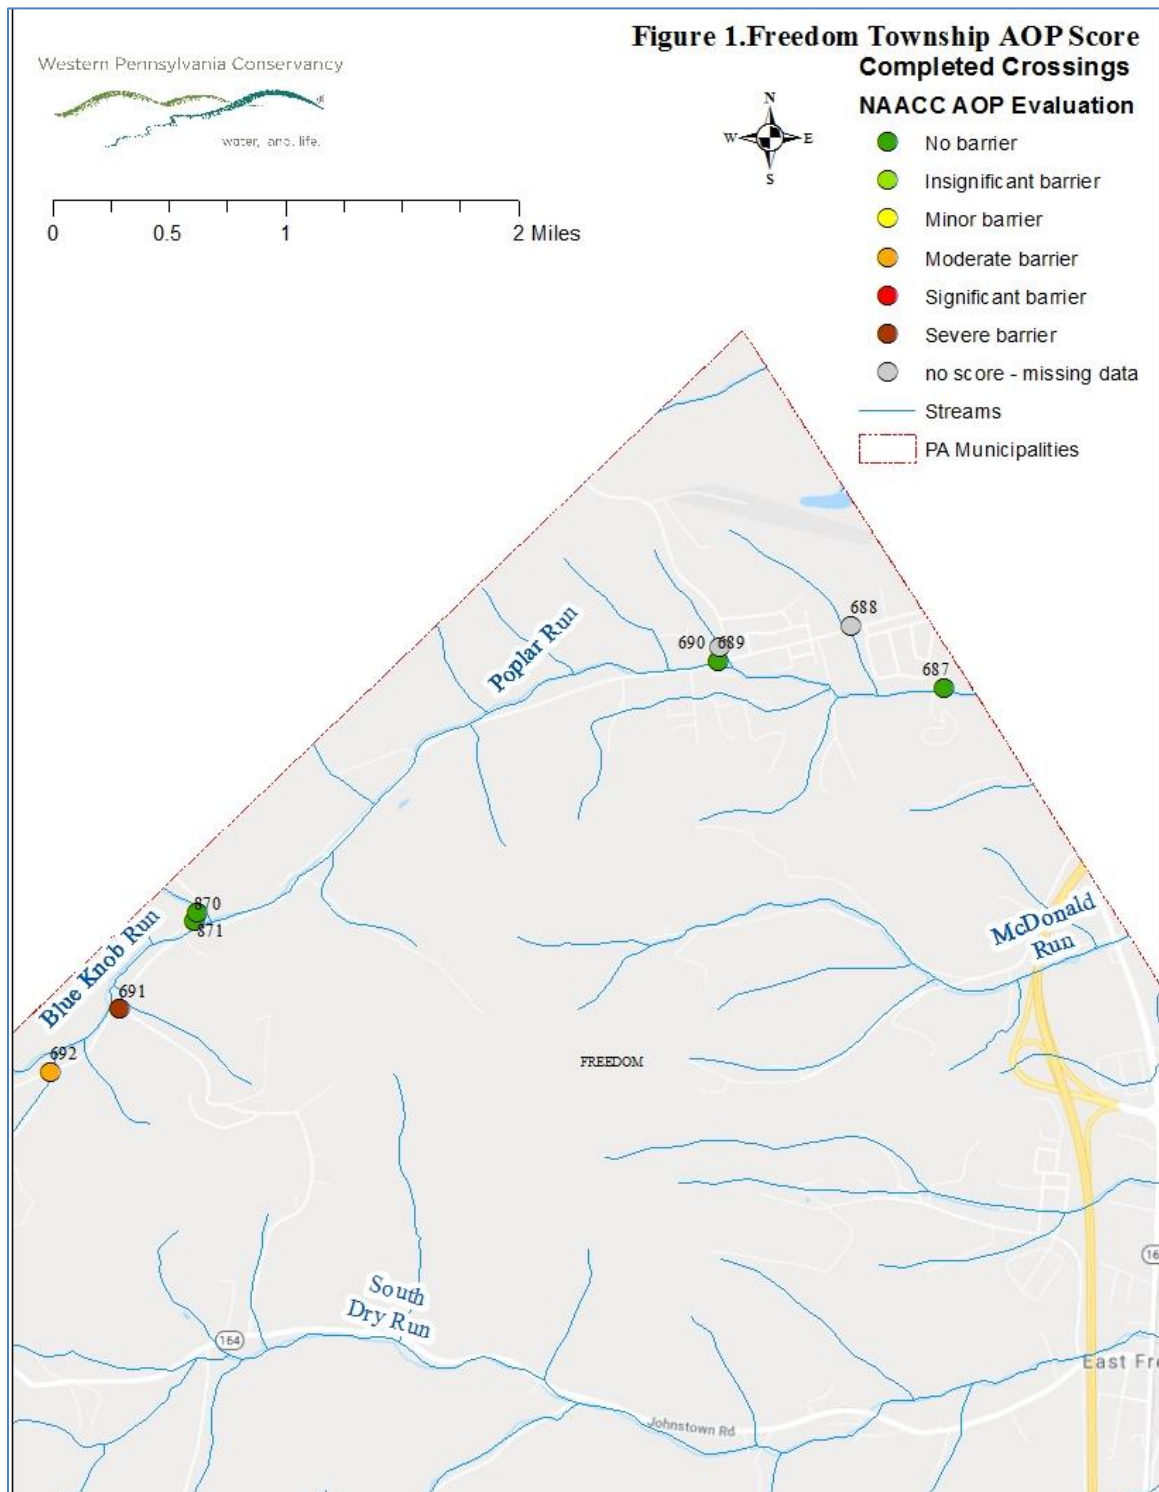 Figure 1.Freedom Township AOP Score
Western Pennsylvania Conservancy
water, land, life.
Completed Crossings
NAACC AOP Evaluation
No barrier
Insignificant barrier
Minor barrier
Moderate barrier
Significant barrier
Severe barrier
no score - missing data
Streams
PA Municipalities
N
W E
S
0 0.5 1 2 Miles
688
690 689
687
Poplar Run
870
871
Blue Knob Run
691
692
McDonald
Run
FREEDOM
South
Dry Run
164
16
East Fre
Johnstown Rd